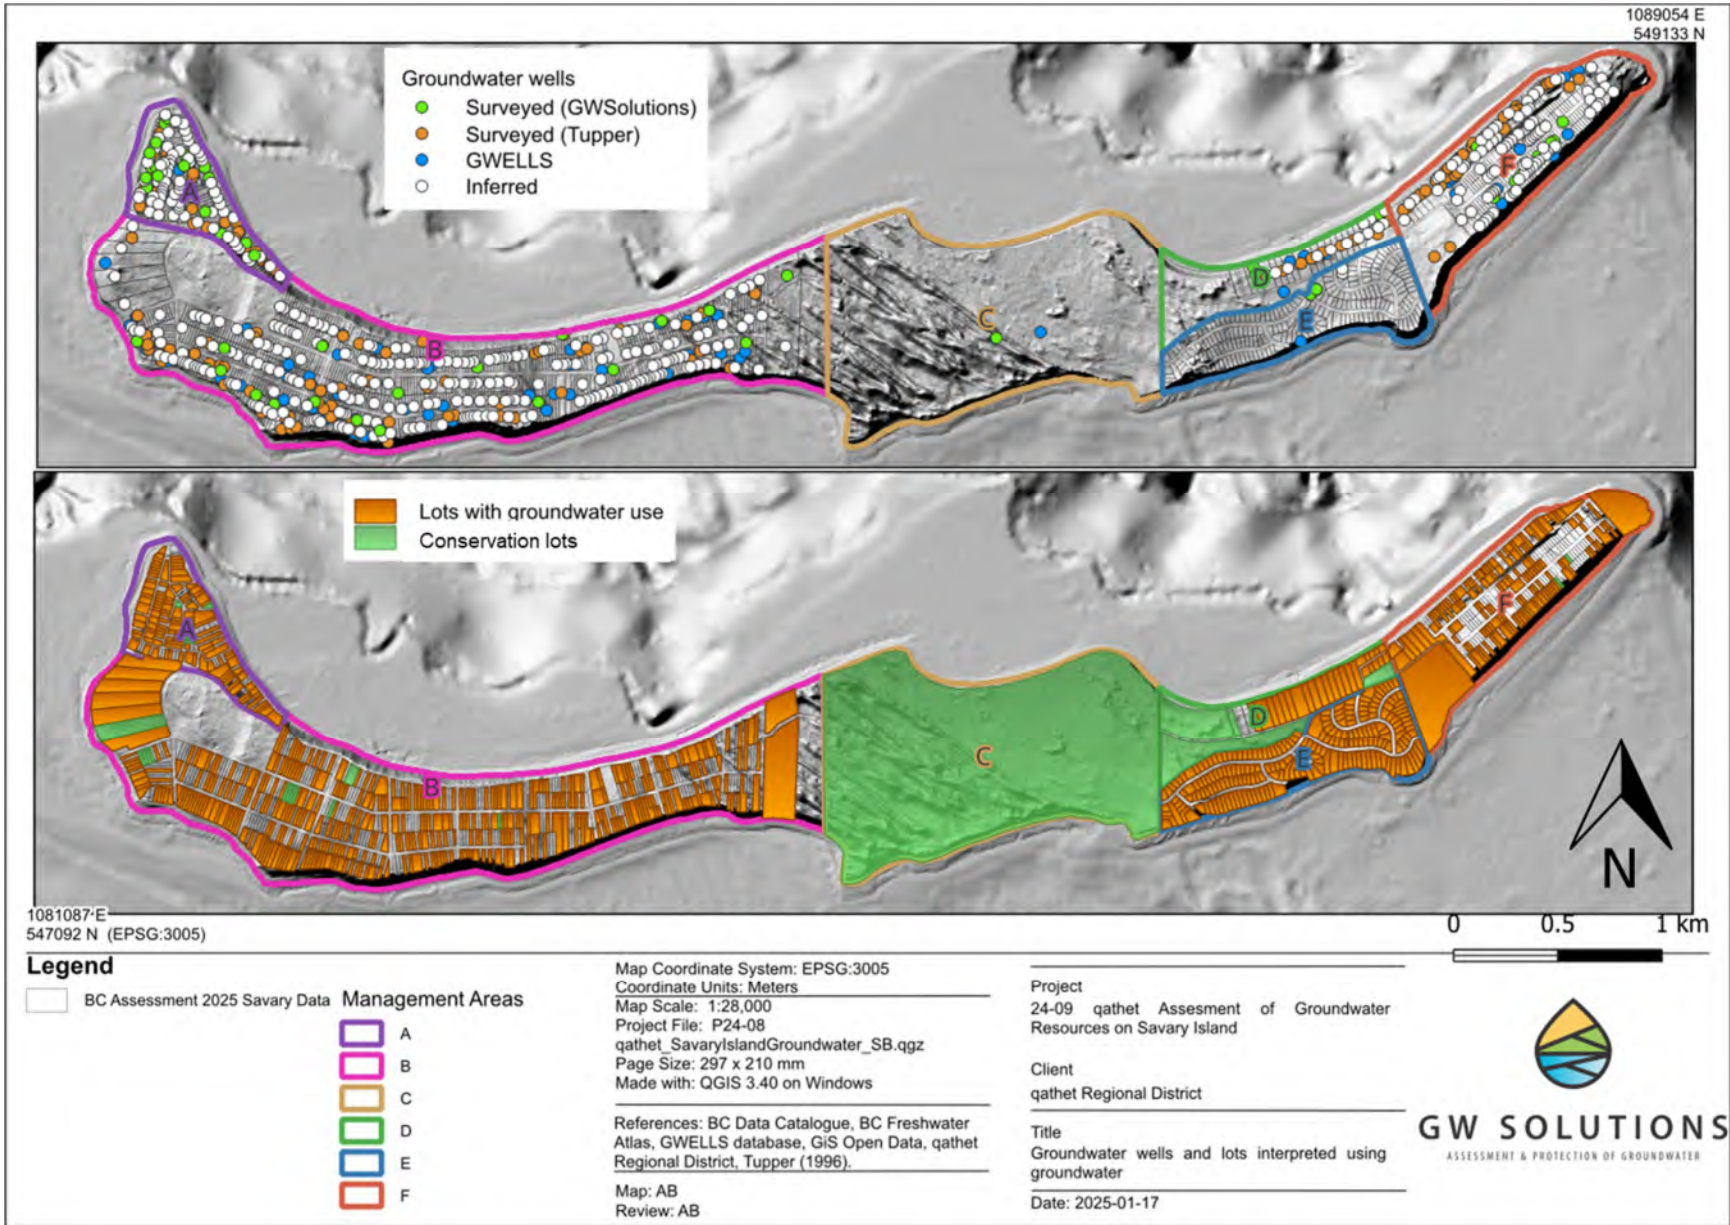 1089054 E
549133 N
Groundwater wells
Surveyed (GWSolutions)
Surveyed (Tupper)
GWELLS
Inferred
A
B
C
D
E
F
Lots with groundwater use
Conservation lots
A
B
C
D
E
F
N
1081087 E
547092 N (EPSG:3005)
0 0.5 1 km
Legend
BC Assessment 2025 Savary Data
Management Areas
A
B
C
D
E
F
Map Coordinate System: EPSG:3005
Coordinate Units: Meters
Map Scale: 1:28,000
Project File: P24-08
qathet_SavaryIslandGroundwater_SB.qgz
Page Size: 297 x 210 mm
Made with: QGIS 3.40 on Windows
References: BC Data Catalogue, BC Freshwater
Atlas, GWELLS database, GiS Open Data, qathet
Regional District, Tupper (1996).
Map: AB
Review: AB
Project
24-09 qathet Assesment of Groundwater
Resources on Savary Island
Client
qathet Regional District
Title
Groundwater wells and lots interpreted using
groundwater
Date: 2025-01-17
GW SOLUTIONS
ASSESSMENT & PROTECTION OF GROUNDWATER